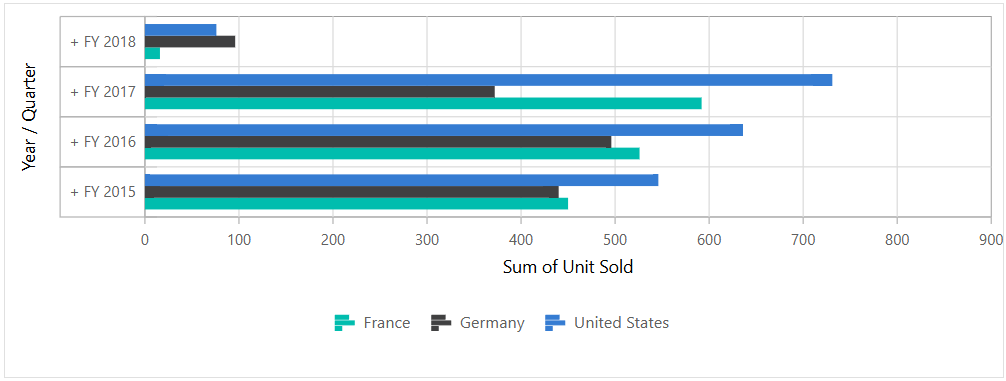 Year / Quarter
+ FY 2018
+ FY 2017
+ FY 2016
+ FY 2015
0 100 200 300 400 500 600 700 800 900
Sum of Unit Sold
France Germany United States